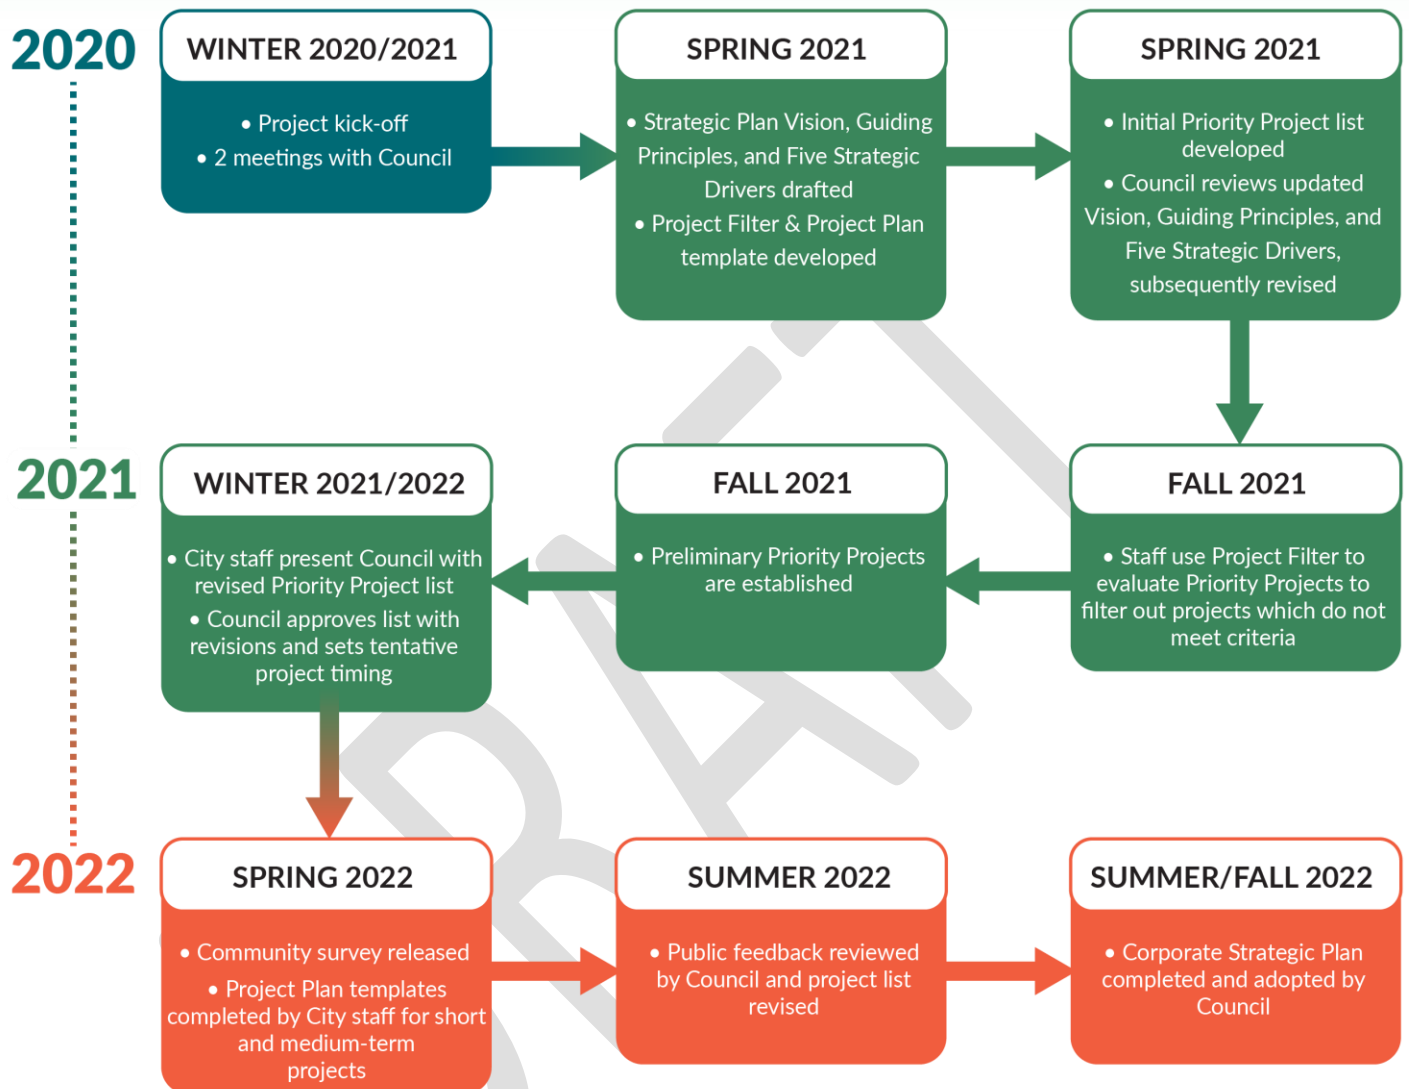 2020
WINTER 2020/2021
• Project kick-off
• 2 meetings with Council
SPRING 2021
• Strategic Plan Vision, Guiding
Principles, and Five Strategic
Drivers drafted
• Project Filter & Project Plan
template developed
SPRING 2021
• Initial Priority Project list
developed
• Council reviews updated
Vision, Guiding Principles, and
Five Strategic Drivers,
subsequently revised
2021
WINTER 2021/2022
• City staff present Council with
revised Priority Project list
• Council approves list with
revisions and sets tentative
project timing
FALL 2021
• Preliminary Priority Projects
are established
FALL 2021
• Staff use Project Filter to
evaluate Priority Projects to
filter out projects which do not
meet criteria
2022
SPRING 2022
• Community survey released
• Project Plan templates
completed by City staff for short
and medium-term
projects
SUMMER 2022
• Public feedback reviewed
by Council and project list
revised
SUMMER/FALL 2022
• Corporate Strategic Plan
completed and adopted by
Council
DRAFT